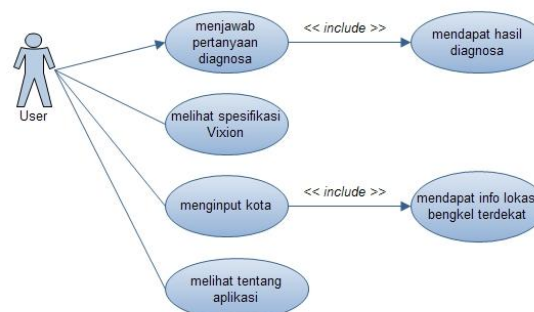 User
menjawab
pertanyaan
diagnosa
<< include >>
mendapat hasil
diagnosa
melihat spesifikasi
Vixion
menginput kota
<< include >>
mendapat info lokasi
bengkel terdekat
melihat tentang
aplikasi